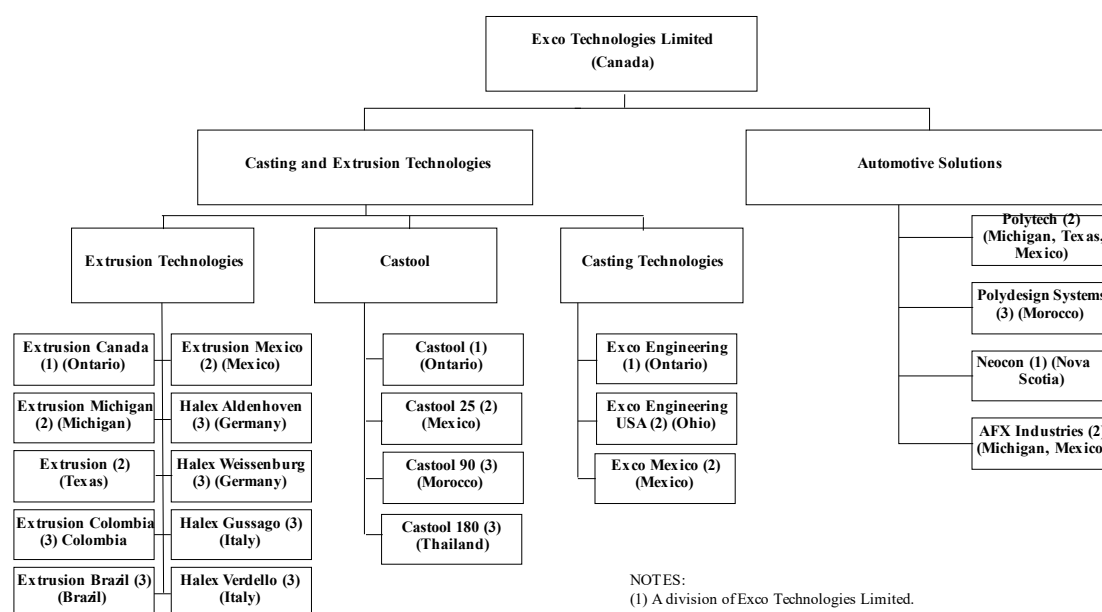 Exco Technologies Limited
(Canada)
Casting and Extrusion Technologies
Automotive Solutions
Extrusion Technologies
Castool
Casting Technologies
Polytech (2)
(Michigan, Texas,
Mexico)
Polydesign Systems
(3) (Morocco)
Neocon (1) (Nova
Scotia)
AFX Industries (2)
(Michigan, Mexico
Extrusion Canada
(1) (Ontario)
Extrusion Mexico
(2) (Mexico)
Extrusion Michigan
(2) (Michigan)
Halex Aldenhoven
(3) (Germany)
Extrusion (2)
(Texas)
Halex Weissenburg
(3) (Germany)
Extrusion Colombia
(3) Colombia
Halex Gussago (3)
(Italy)
Extrusion Brazil (3)
(Brazil)
Halex Verdello (3)
(Italy)
Castool (1)
(Ontario)
Castool 25 (2)
(Mexico)
Castool 90 (3)
(Morocco)
Castool 180 (3)
(Thailand)
Exco Engineering
(1) (Ontario)
Exco Engineering
USA (2) (Ohio)
Exco Mexico (2)
(Mexico)
NOTES:
(1) A division of Exco Technologies Limited.